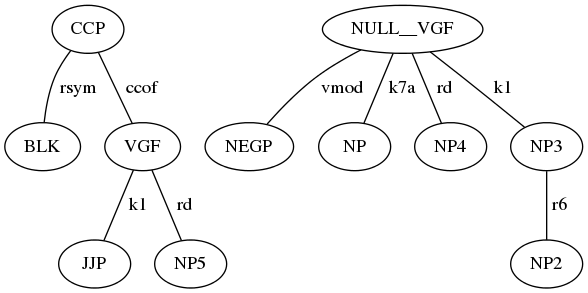 CCP NULL__VGF
rsym ccof vmod k7a rd k1
BLK VGF NEGP NP NP4 NP3
k1 rd r6
JJP NP5 NP2